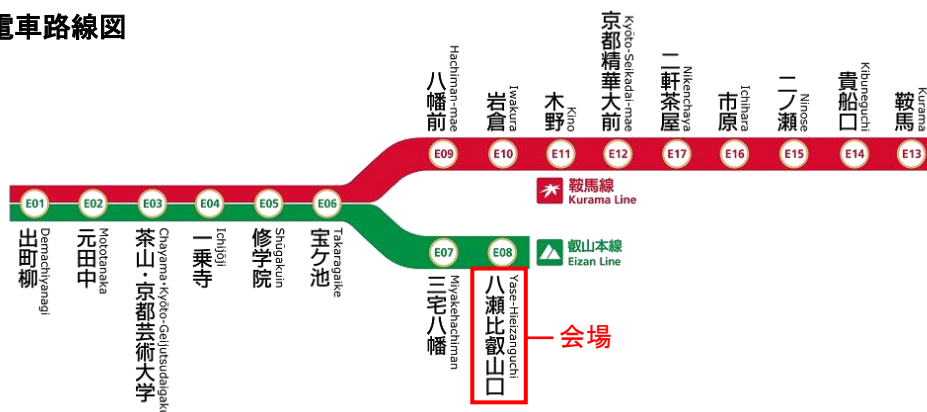 電車路線図
八幡前
Hachiman-mae
岩倉
Iwakura
木野
Kino
京都精華大前
Kyōto-Seikadai-mae
二軒茶屋
Nikenchaya
市原
Ichihara
二ノ瀬
Ninose
貴船口
Kibuneguchi
鞍馬
Kurama
E09
E10
E11
E12
E17
E16
E15
E14
E13
鞍馬線
Kurama Line
E01
E02
E03
E04
E05
E06
出町柳
Demachiyanagi
元田中
Mototanaka
茶山・京都芸術大学
Chayama・Kyōto-Geijutsudaigaku
一乗寺
Ichijōji
修学院
Shūgakuin
宝ケ池
Takaragaike
E07
E08
叡山本線
Eizan Line
三宅八幡
Miyakehachiman
八瀬比叡山口
Yase-Hieizanguchi
会場